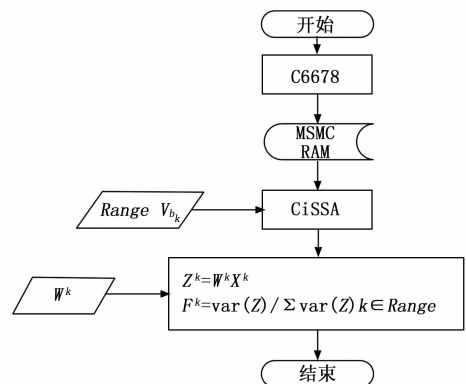 开始
C6678
MSMC
RAM
Range V_{b_k}
CiSSA
W^k
Z^k=W^kX^k
F^k=var(Z)/Σvar(Z)k∈Range
结束